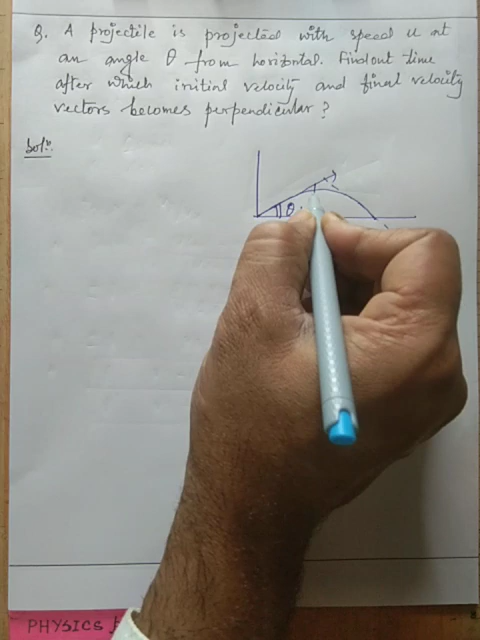 Q. A projectile is projected with speed u at
an angle θ from horizontal. Findout time
after which initial velocity and final velocity
vectors becomes perpendicular?
Solⁿ.
θ
PHYSICS